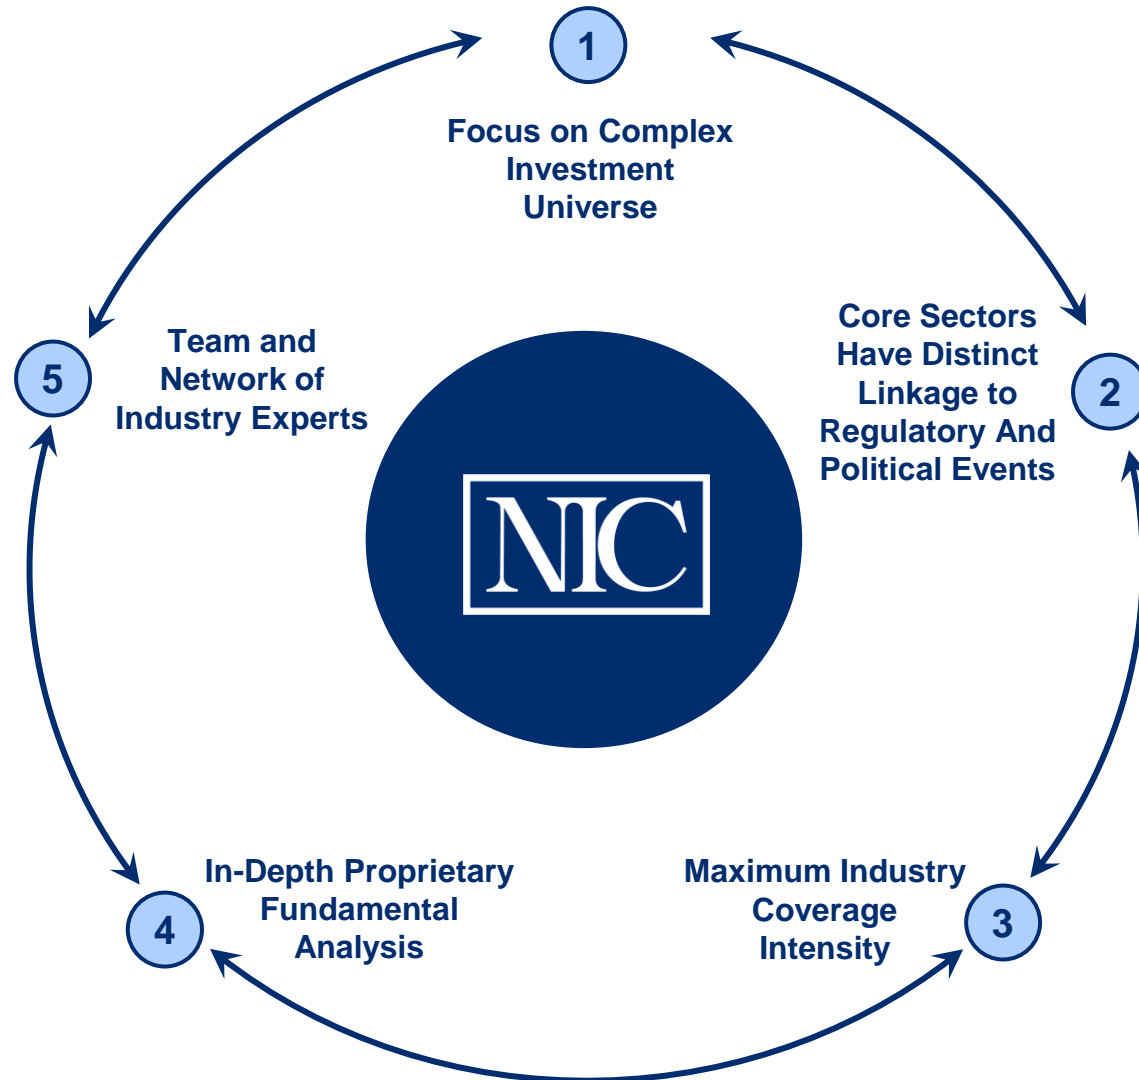 1
Focus on Complex
Investment
Universe
2
Core Sectors
Have Distinct
Linkage to
Regulatory And
Political Events
3
Maximum Industry
Coverage
Intensity
4
In-Depth Proprietary
Fundamental
Analysis
5
Team and
Network of
Industry Experts
NIC